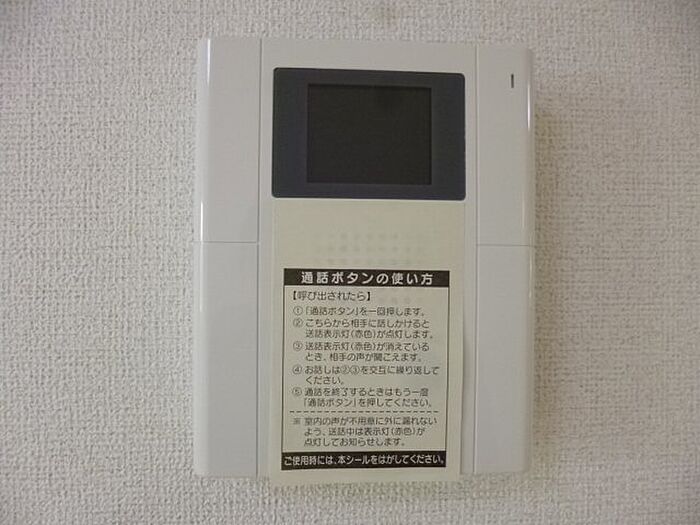 通話ボタンの使い方
【呼び出されたら】
①「通話ボタン」を一回押します。
②こちらから相手に話しかけると
送話表示灯(赤色)が点灯します。
③送話表示灯(赤色)が消えている
とき、相手の声が聞こえます。
④お話しは②③を交互に繰り返して
ください。
⑤通話を終了するときはもう一度
「通話ボタン」を押してください。
※室内の声が不用意に外に漏れない
よう、送話中は表示灯(赤色)が
点灯してお知らせします。
ご使用時には、本シールをはがしてください。